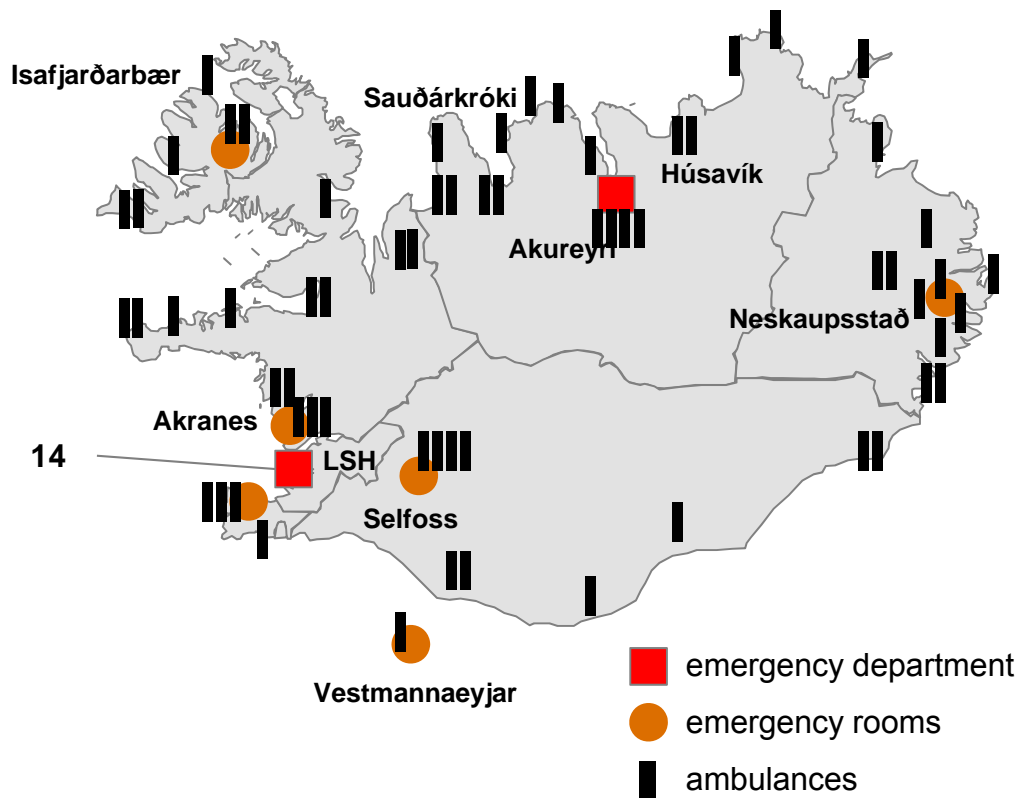 Isafjarðarbær
Sauðárkróki
Húsavík
Akureyri
Neskaupsstað
Akranes
14
LSH
Selfoss
Vestmannaeyjar
emergency department
emergency rooms
ambulances